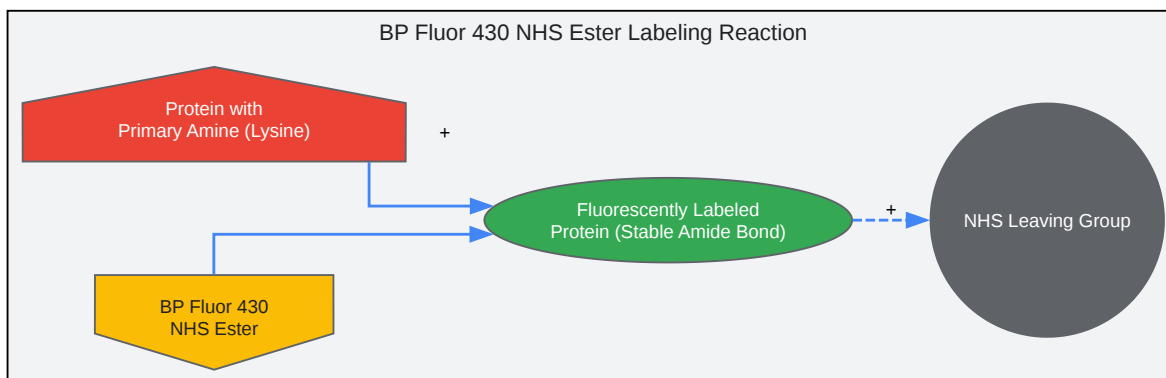 BP Fluor 430 NHS Ester Labeling Reaction
Protein with
Primary Amine (Lysine)
+
Fluorescently Labeled
Protein (Stable Amide Bond)
+
NHS Leaving Group
BP Fluor 430
NHS Ester